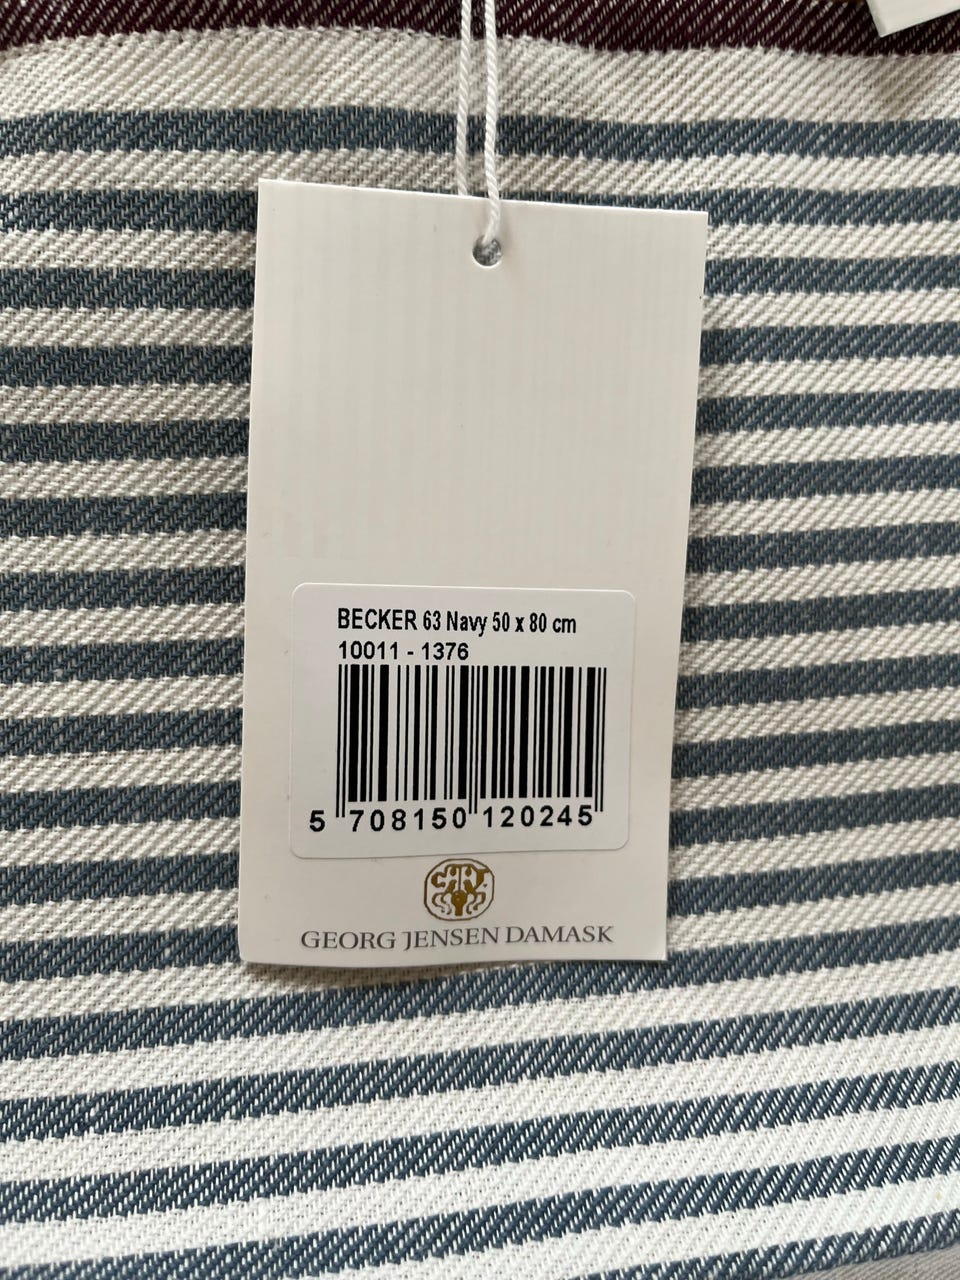 BECKER 63 Navy 50 x 80 cm
10011 - 1376
5 708150 120245
GEORG JENSEN DAMASK